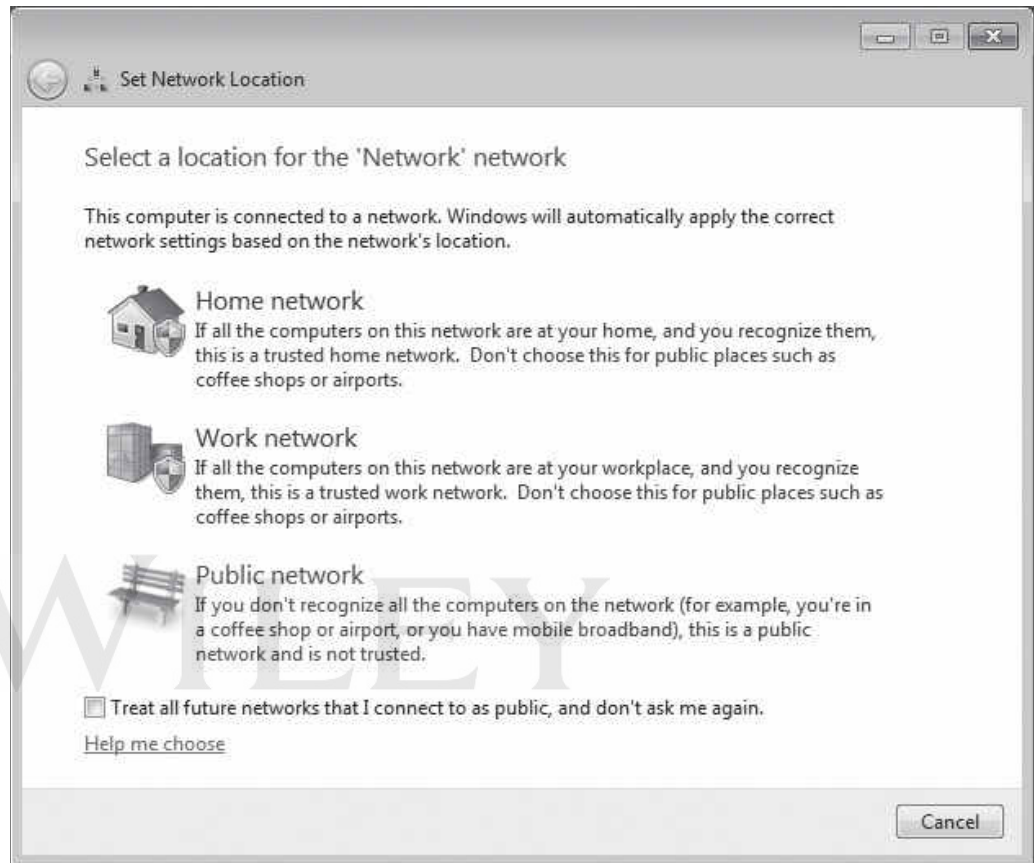 Set Network Location
Select a location for the 'Network' network
This computer is connected to a network. Windows will automatically apply the correct
network settings based on the network's location.
Home network
If all the computers on this network are at your home, and you recognize them,
this is a trusted home network. Don't choose this for public places such as
coffee shops or airports.
Work network
If all the computers on this network are at your workplace, and you recognize
them, this is a trusted work network. Don't choose this for public places such as
coffee shops or airports.
Public network
If you don't recognize all the computers on the network (for example, you're in
a coffee shop or airport, or you have mobile broadband), this is a public
network and is not trusted.
WILEY
Treat all future networks that I connect to as public, and don't ask me again.
Help me choose
Cancel